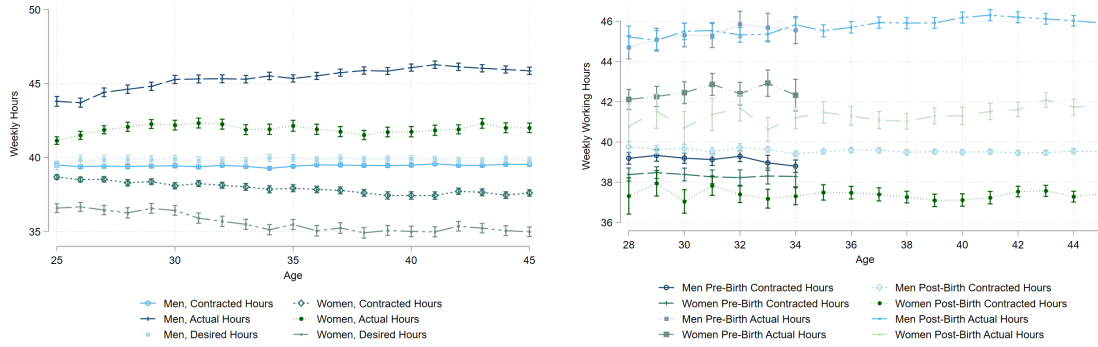 50
45
40
35
Weekly Hours
25
30
35
40
45
Age
Men, Contracted Hours
Women, Contracted Hours
Men, Actual Hours
Women, Actual Hours
Men, Desired Hours
Women, Desired Hours
46
44
42
40
38
36
Weekly Working Hours
28
30
32
34
36
38
40
42
44
Age
Men Pre-Birth Contracted Hours
Men Post-Birth Contracted Hours
Women Pre-Birth Contracted Hours
Women Post-Birth Contracted Hours
Men Pre-Birth Actual Hours
Men Post-Birth Actual Hours
Women Pre-Birth Actual Hours
Women Post-Birth Actual Hours